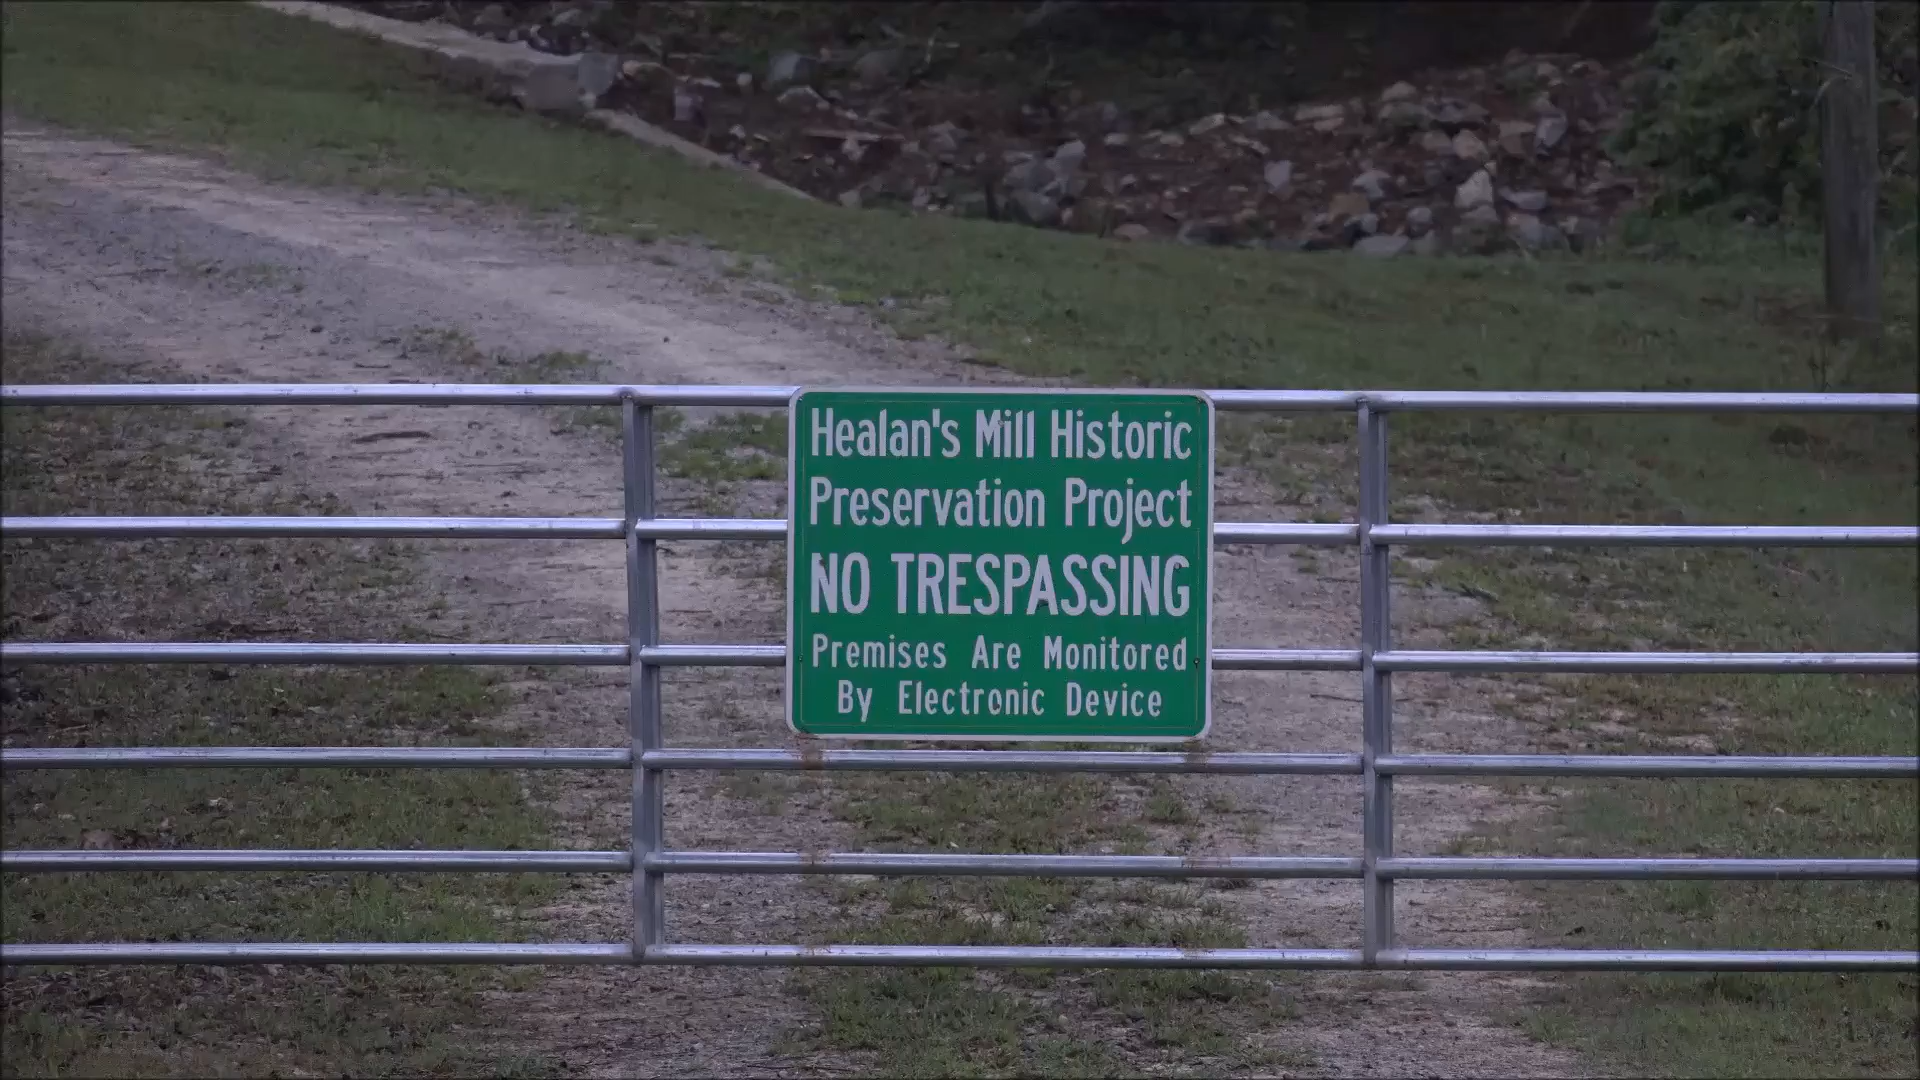 Healan's Mill Historic
Preservation Project
NO TRESPASSING
Premises Are Monitored
By Electronic Device